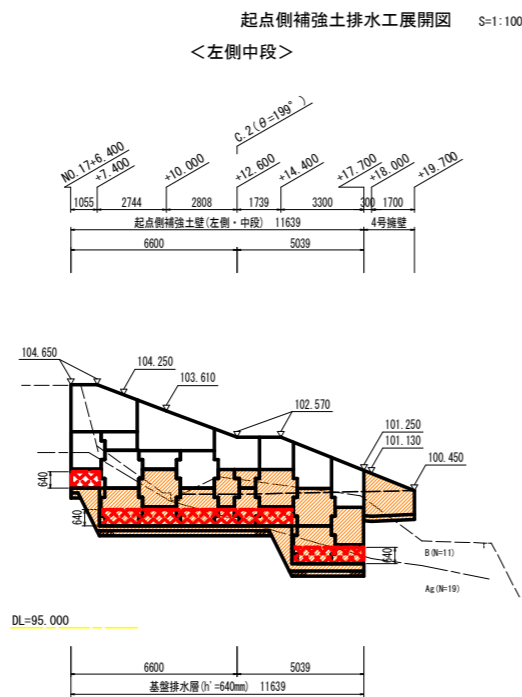 起点側補強土排水工展開図 S=1:100
＜左側中段＞
C.2(θ=199°)
NO.17+6.400
+7.400
+10.000
+12.600
+14.400
+17.700
+18.000
+19.700
1055 2744 2808 1739 3300 300 1700
起点側補強土壁(左側・中段) 11639 4号擁壁
6600 5039
104.650
104.250
103.610
102.570
101.250
101.130
100.450
640
640
640
B(N=11)
Ag(N=19)
DL=95.000
6600 5039
基盤排水層(h'=640mm) 11639